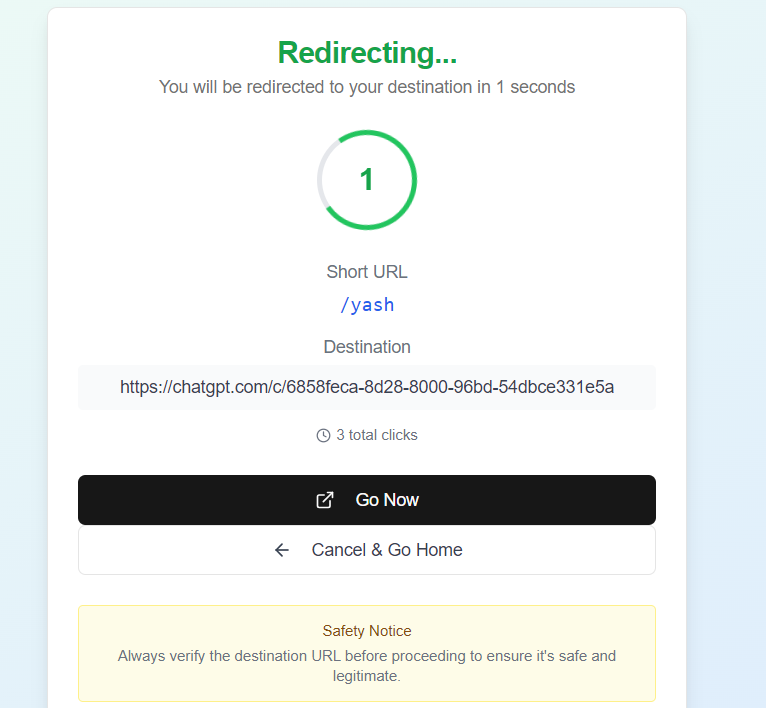 Redirecting...
You will be redirected to your destination in 1 seconds
1
Short URL
/yash
Destination
https://chatgpt.com/c/6858feca-8d28-8000-96bd-54dbce331e5a
3 total clicks
Go Now
Cancel & Go Home
Safety Notice
Always verify the destination URL before proceeding to ensure it's safe and
legitimate.